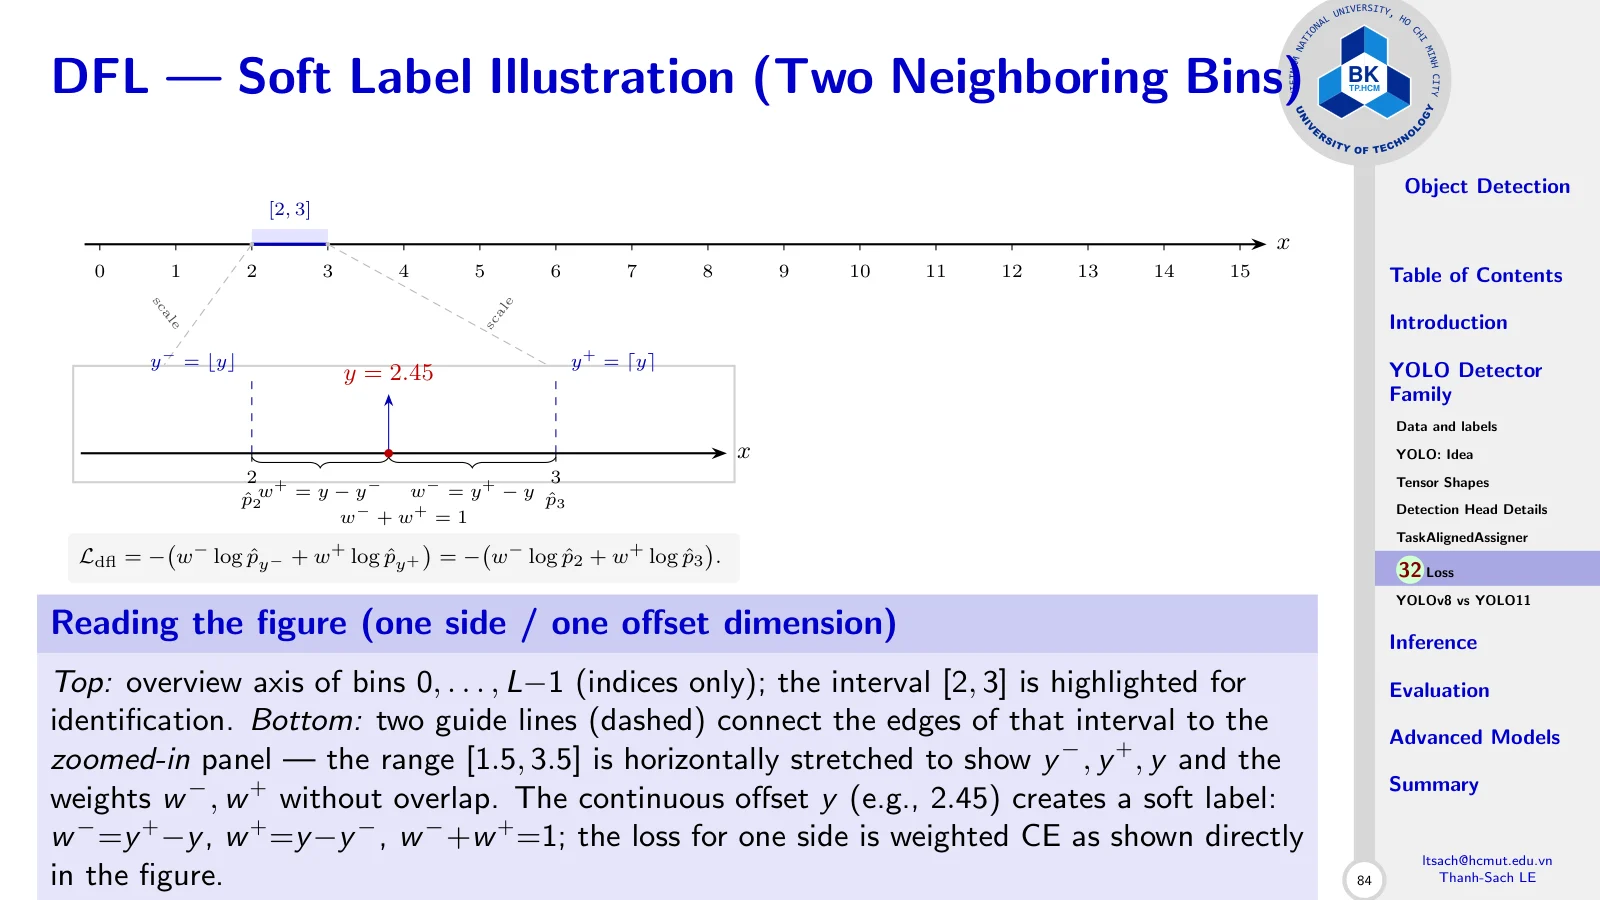 DFL — Soft Label Illustration (Two Neighboring Bins)
VIETNAM NATIONAL UNIVERSITY, HO CHI MINH CITY
BK
TP.HCM
UNIVERSITY OF TECHNOLOGY
[2, 3]
x
0 1 2 3 4 5 6 7 8 9 10 11 12 13 14 15
scale scale
y⁻ = ⌊y⌋ y = 2.45 y⁺ = ⌈y⌉
x
2 3
p̂₂ w⁺ = y − y⁻ w⁻ = y⁺ − y p̂₃
w⁻ + w⁺ = 1
ℒ_dfl = −(w⁻ log p̂_y⁻ + w⁺ log p̂_y⁺) = −(w⁻ log p̂₂ + w⁺ log p̂₃).
Reading the figure (one side / one offset dimension)
Top: overview axis of bins 0, . . . , L−1 (indices only); the interval [2, 3] is highlighted for
identification. Bottom: two guide lines (dashed) connect the edges of that interval to the
zoomed-in panel — the range [1.5, 3.5] is horizontally stretched to show y⁻, y⁺, y and the
weights w⁻, w⁺ without overlap. The continuous offset y (e.g., 2.45) creates a soft label:
w⁻=y⁺−y, w⁺=y−y⁻, w⁻+w⁺=1; the loss for one side is weighted CE as shown directly
in the figure.
Object Detection
Table of Contents
Introduction
YOLO Detector
Family
Data and labels
YOLO: Idea
Tensor Shapes
Detection Head Details
TaskAlignedAssigner
32 Loss
YOLOv8 vs YOLO11
Inference
Evaluation
Advanced Models
Summary
ltsach@hcmut.edu.vn
Thanh-Sach LE
84